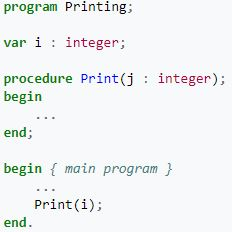 program Printing;
var i : integer;
procedure Print(j : integer);
begin
...
end;
begin { main program }
...
Print(i);
end.